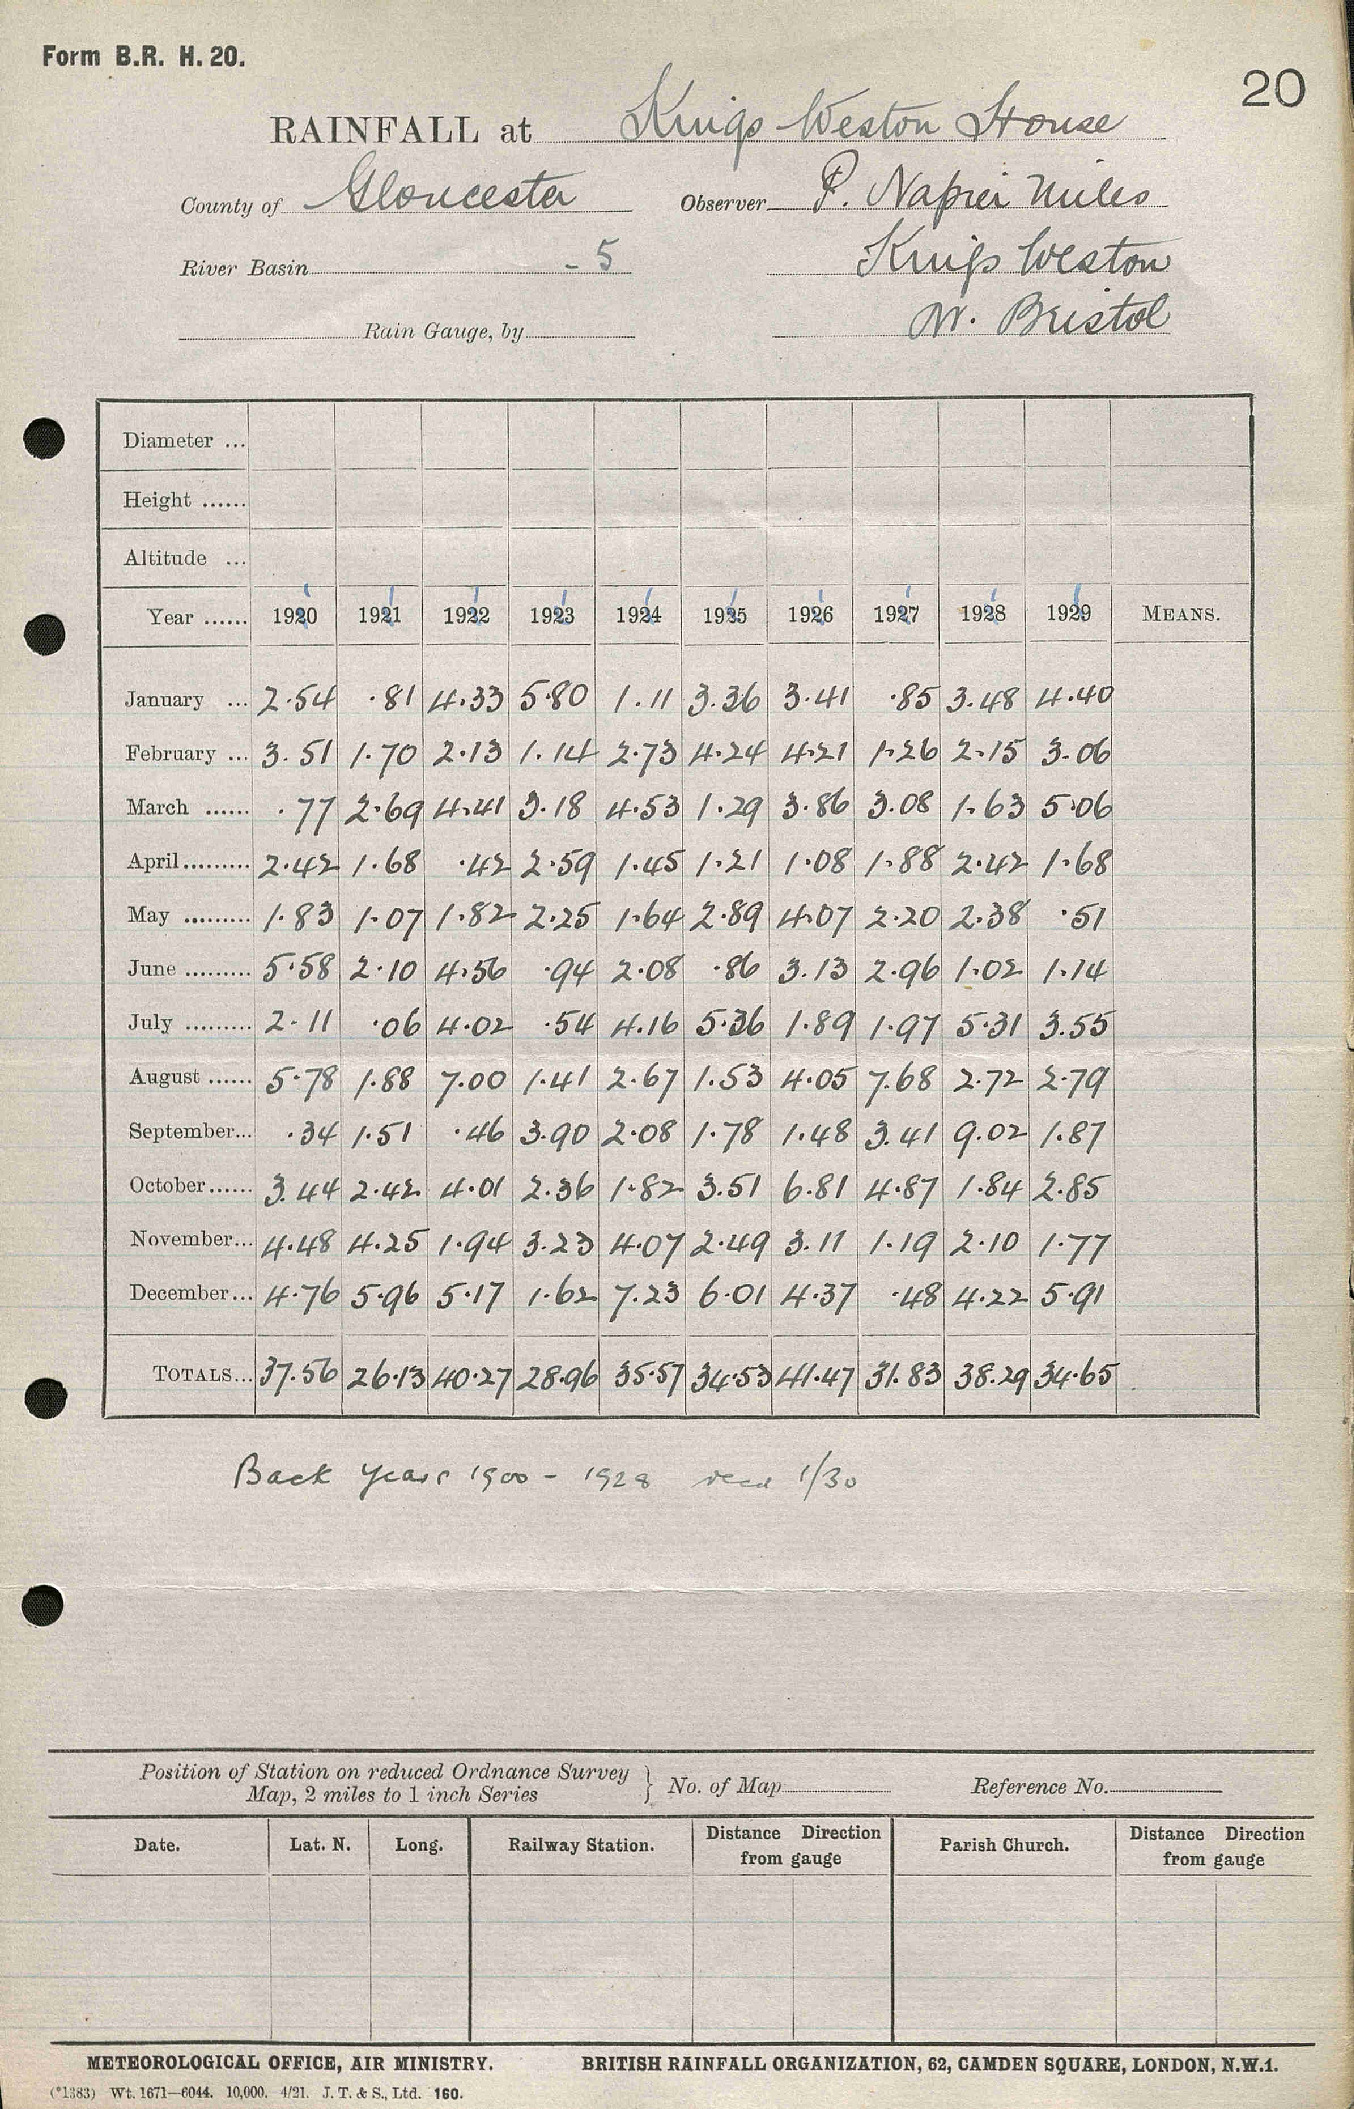 Form B.R. H. 20.
20
RAINFALL at Kings Weston House
County of Gloucester Observer P. Napier Miles
River Basin - 5 Kings Weston
Rain Gauge, by nr. Bristol
Diameter ...
Height ......
Altitude ...
Year ...... 1920 1921 1922 1923 1924 1925 1926 1927 1928 1929 MEANS.
January ... 2.54 .81 4.33 5.80 1.11 3.36 3.41 .85 3.48 4.40
February ... 3.51 1.70 2.13 1.14 2.73 4.24 4.21 1.26 2.15 3.06
March ...... .77 2.69 4.41 3.18 4.53 1.29 3.86 3.08 1.63 5.06
April ......... 2.42 1.68 .42 2.59 1.45 1.21 1.08 1.88 2.42 1.68
May ......... 1.83 1.07 1.82 2.25 1.64 2.89 4.07 2.20 2.38 .51
June ......... 5.58 2.10 4.56 .94 2.08 .86 3.13 2.96 1.02 1.14
July ......... 2.11 .06 4.02 .54 4.16 5.36 1.89 1.97 5.31 3.55
August ...... 5.78 1.88 7.00 1.41 2.67 1.53 4.05 7.68 2.72 2.79
September... .34 1.51 .46 3.90 2.08 1.78 1.48 3.41 9.02 1.87
October...... 3.44 2.42 4.01 2.36 1.82 3.51 6.81 4.87 1.84 2.85
November... 4.48 4.25 1.94 3.23 4.07 2.49 3.11 1.19 2.10 1.77
December... 4.76 5.96 5.17 1.62 7.23 6.01 4.37 .48 4.22 5.91
TOTALS... 37.56 26.13 40.27 28.96 35.57 34.53 41.47 31.83 38.29 34.65
Back years 1900 - 1928 recd 1/30
Position of Station on reduced Ordnance Survey
Map, 2 miles to 1 inch Series } No. of Map Reference No.
Date. Lat. N. Long. Railway Station. Distance Direction from gauge Parish Church. Distance Direction from gauge
METEOROLOGICAL OFFICE, AIR MINISTRY. BRITISH RAINFALL ORGANIZATION, 62, CAMDEN SQUARE, LONDON, N.W.1.
(*1383) Wt. 1671—6044. 10,000. 4/21. J. T. & S., Ltd. 160.